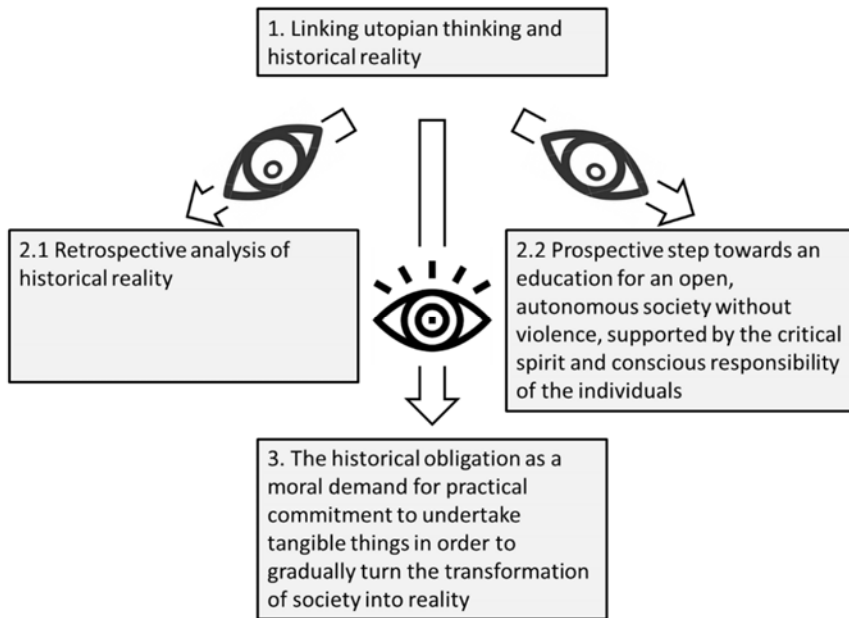 1. Linking utopian thinking and
historical reality
2.1 Retrospective analysis of
historical reality
2.2 Prospective step towards an
education for an open,
autonomous society without
violence, supported by the critical
spirit and conscious responsibility
of the individuals
3. The historical obligation as a
moral demand for practical
commitment to undertake
tangible things in order to
gradually turn the transformation
of society into reality